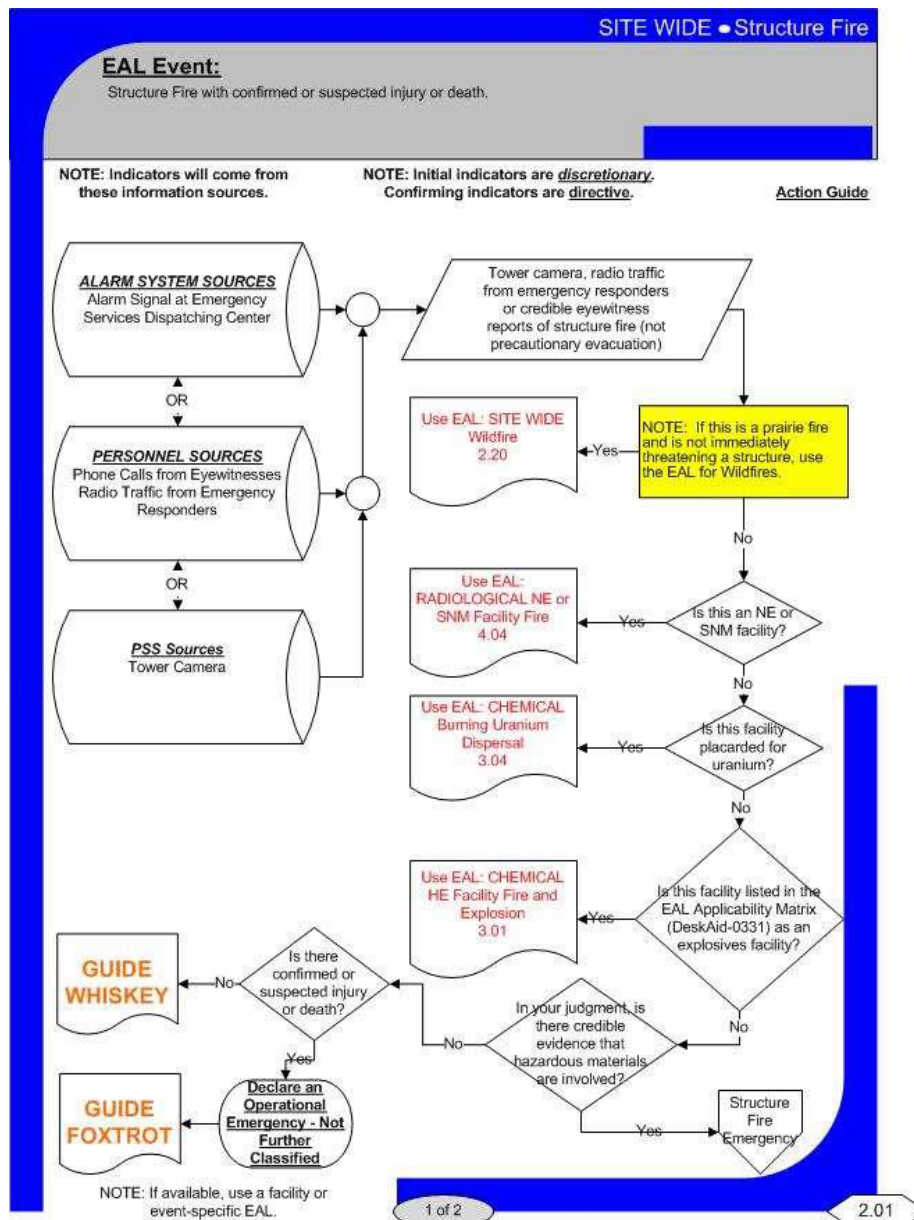 SITE WIDE ● Structure Fire
EAL Event:
Structure Fire with confirmed or suspected injury or death.
NOTE: Indicators will come from
these information sources.
NOTE: Initial indicators are discretionary.
Confirming indicators are directive.
Action Guide
ALARM SYSTEM SOURCES
Alarm Signal at Emergency
Services Dispatching Center
Tower camera, radio traffic
from emergency responders
or credible eyewitness
reports of structure fire (not
precautionary evacuation)
OR
PERSONNEL SOURCES
Phone Calls from Eyewitnesses
Radio Traffic from Emergency
Responders
Use EAL: SITE WIDE
Wildfire
2.20
Yes
NOTE: If this is a prairie fire
and is not immediately
threatening a structure, use
the EAL for Wildfires.
No
OR
PSS Sources
Tower Camera
Use EAL:
RADIOLOGICAL NE or
SNM Facility Fire
4.04
Yes
Is this an NE or
SNM facility?
No
Use EAL: CHEMICAL
Burning Uranium
Dispersal
3.04
Yes
Is this facility
placarded for
uranium?
No
Use EAL: CHEMICAL
HE Facility Fire and
Explosion
3.01
Yes
Is this facility listed in the
EAL Applicability Matrix
(DeskAid-0331) as an
explosives facility?
No
GUIDE
WHISKEY
No
Is there
confirmed or
suspected injury
or death?
No
In your judgment, is
there credible
evidence that
hazardous materials
are involved?
Yes
GUIDE
FOXTROT
Declare an
Operational
Emergency - Not
Further
Classified
Yes
Structure
Fire
Emergency
NOTE: If available, use a facility or
event-specific EAL.
1 of 2
2.01